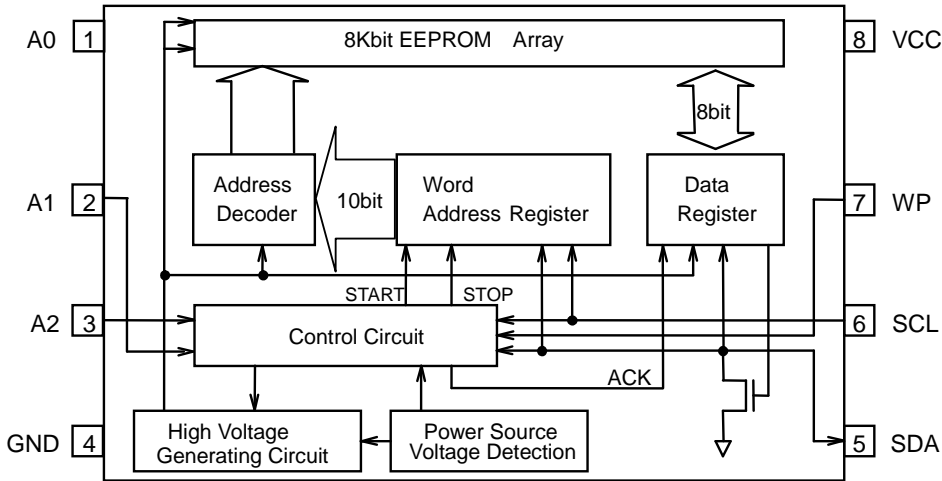 A0
1
8Kbit EEPROM Array
8
VCC
8bit
A1
2
Address
Decoder
10bit
Word
Address Register
Data
Register
7
WP
START
STOP
A2
3
Control Circuit
6
SCL
ACK
GND
4
High Voltage
Generating Circuit
Power Source
Voltage Detection
5
SDA